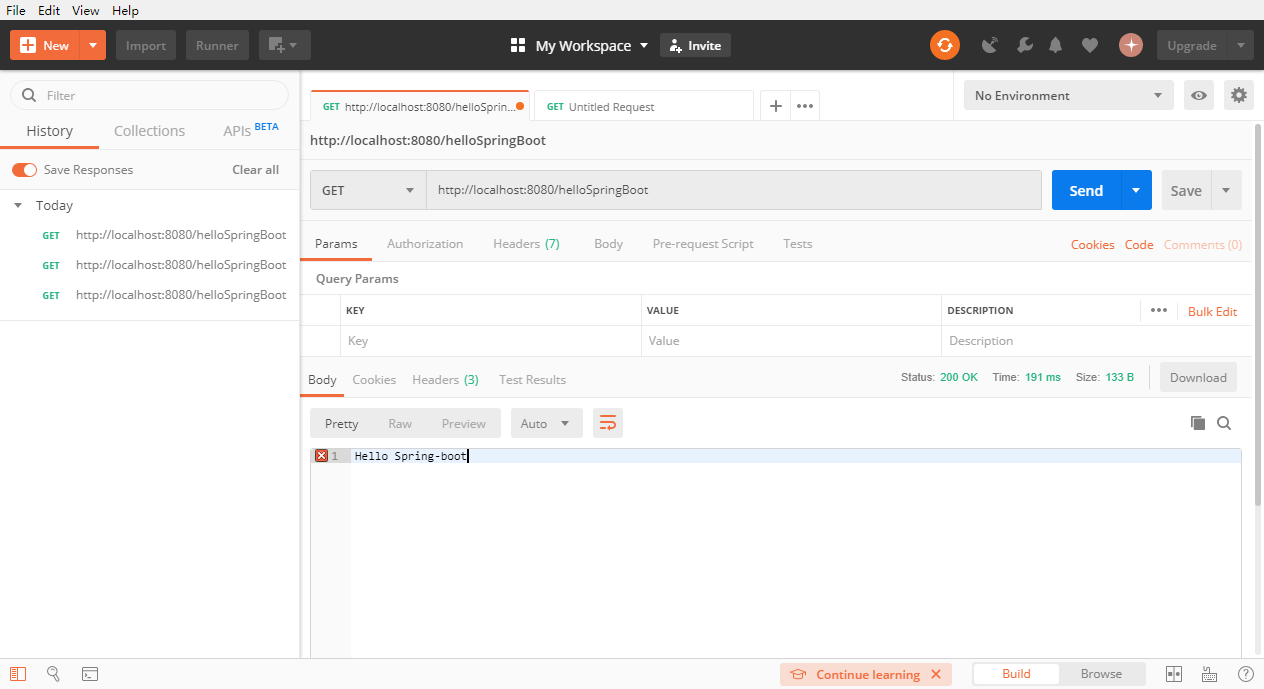 File Edit View Help
New Import Runner My Workspace Invite Upgrade
Filter
History Collections APIs BETA
Save Responses Clear all
Today
GET http://localhost:8080/helloSpringBoot
GET http://localhost:8080/helloSpringBoot
GET http://localhost:8080/helloSpringBoot
GET http://localhost:8080/helloSprin... GET Untitled Request No Environment
http://localhost:8080/helloSpringBoot
GET http://localhost:8080/helloSpringBoot Send Save
Params Authorization Headers (7) Body Pre-request Script Tests Cookies Code Comments (0)
Query Params
KEY VALUE DESCRIPTION Bulk Edit
Key Value Description
Body Cookies Headers (3) Test Results Status: 200 OK Time: 191 ms Size: 133 B Download
Pretty Raw Preview Auto
1 Hello Spring-boot
Continue learning Build Browse